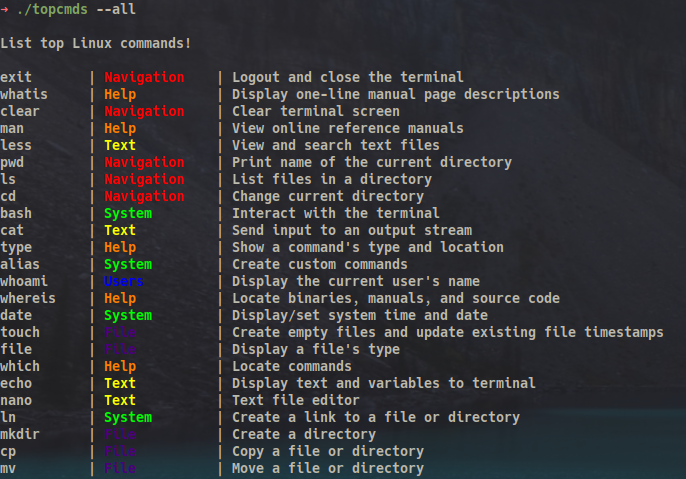 → ./topcmds --all
List top Linux commands!
exit | Navigation | Logout and close the terminal
whatis | Help | Display one-line manual page descriptions
clear | Navigation | Clear terminal screen
man | Help | View online reference manuals
less | Text | View and search text files
pwd | Navigation | Print name of the current directory
ls | Navigation | List files in a directory
cd | Navigation | Change current directory
bash | System | Interact with the terminal
cat | Text | Send input to an output stream
type | Help | Show a command's type and location
alias | System | Create custom commands
whoami | Users | Display the current user's name
whereis | Help | Locate binaries, manuals, and source code
date | System | Display/set system time and date
touch | File | Create empty files and update existing file timestamps
file | File | Display a file's type
which | Help | Locate commands
echo | Text | Display text and variables to terminal
nano | Text | Text file editor
ln | System | Create a link to a file or directory
mkdir | File | Create a directory
cp | File | Copy a file or directory
mv | File | Move a file or directory